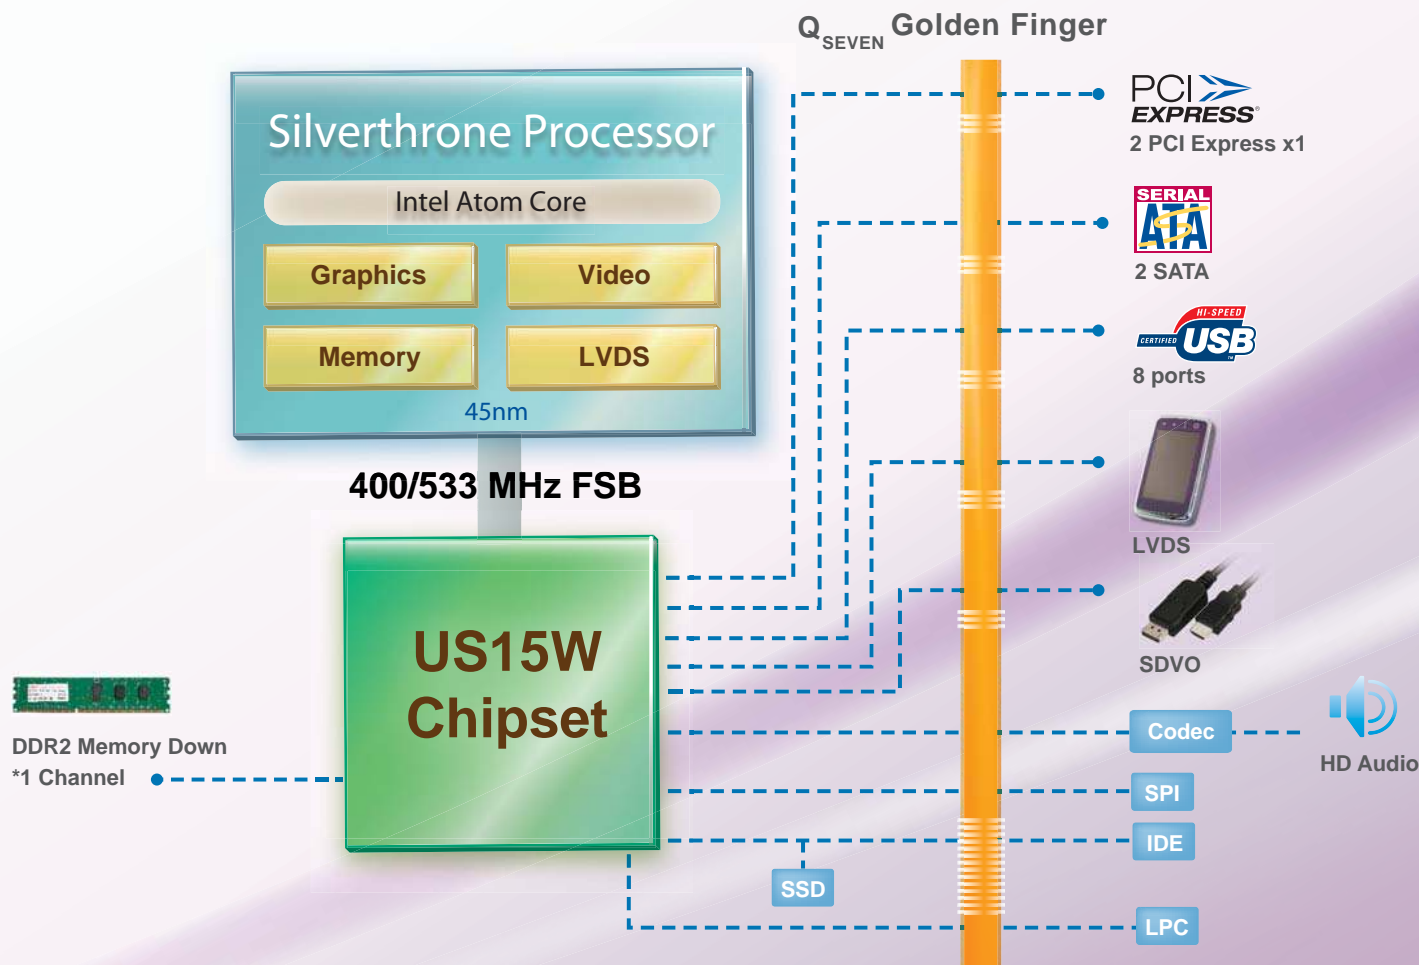 Q SEVEN Golden Finger
Silverthrone Processor
Intel Atom Core
Graphics
Video
Memory
LVDS
45nm
400/533 MHz FSB
US15W
Chipset
DDR2 Memory Down
*1 Channel
PCI
EXPRESS®
2 PCI Express x1
SERIAL
ATA
2 SATA
HI-SPEED
CERTIFIED USB
TM
8 ports
LVDS
SDVO
Codec
HD Audio
SPI
IDE
SSD
LPC